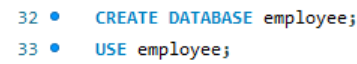 32 CREATE DATABASE employee;
33 USE employee;